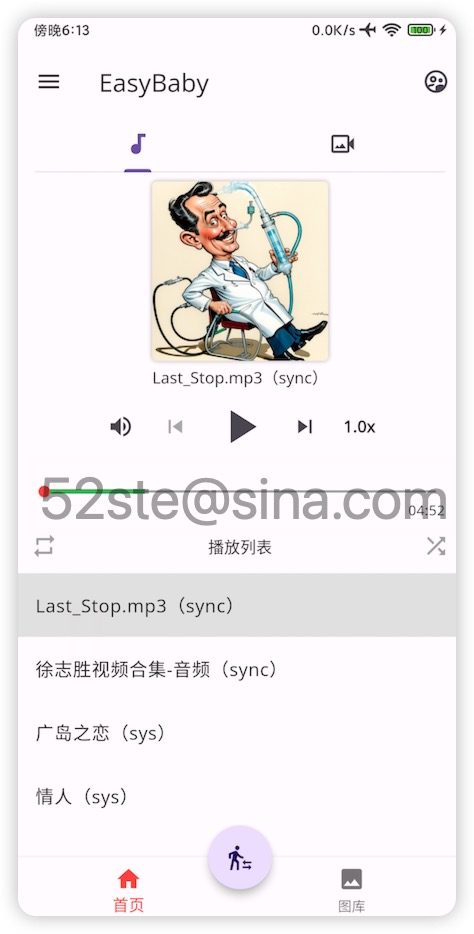 傍晚6:13
0.0K/s
100
EasyBaby
Last_Stop.mp3（sync）
1.0x
52ste@sina.com
04:52
播放列表
Last_Stop.mp3（sync）
徐志胜视频合集-音频（sync）
广岛之恋（sys）
情人（sys）
首页
图库